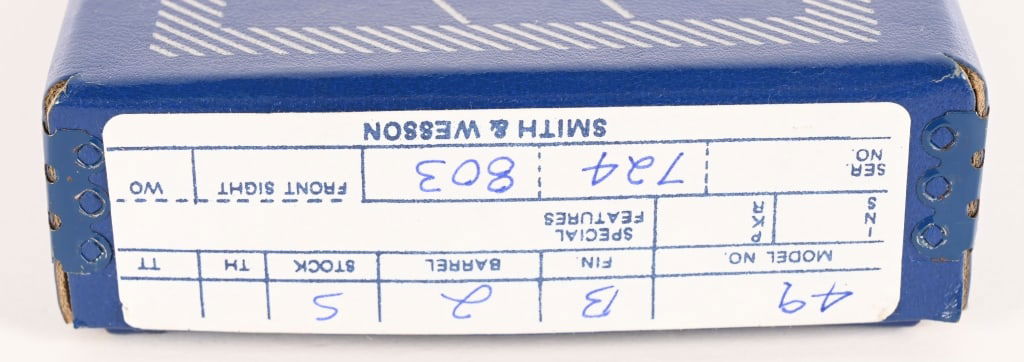 49 B 2 S
MODEL NO. FIN. BARREL STOCK TH TT
I
N
S
P
K
R
SPECIAL
FEATURES
SER.
NO.
724 803
FRONT SIGHT WO
SMITH & WESSON